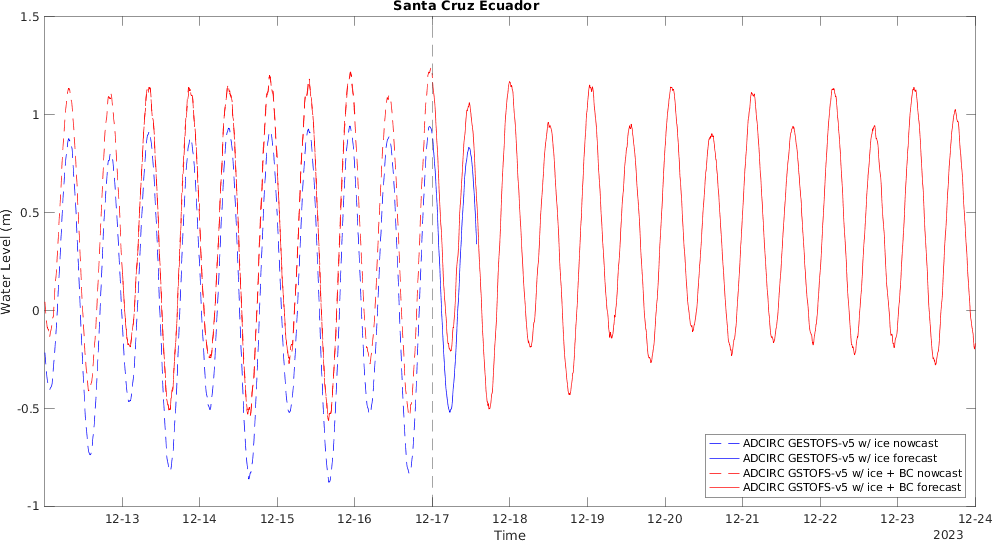 Santa Cruz Ecuador
1.5
1
0.5
0
-0.5
-1
Water Level (m)
ADCIRC GESTOFS-v5 w/ ice nowcast
ADCIRC GESTOFS-v5 w/ ice forecast
ADCIRC GSTOFS-v5 w/ ice + BC nowcast
ADCIRC GSTOFS-v5 w/ ice + BC forecast
12-13 12-14 12-15 12-16 12-17 12-18 12-19 12-20 12-21 12-22 12-23 12-24
Time
2023